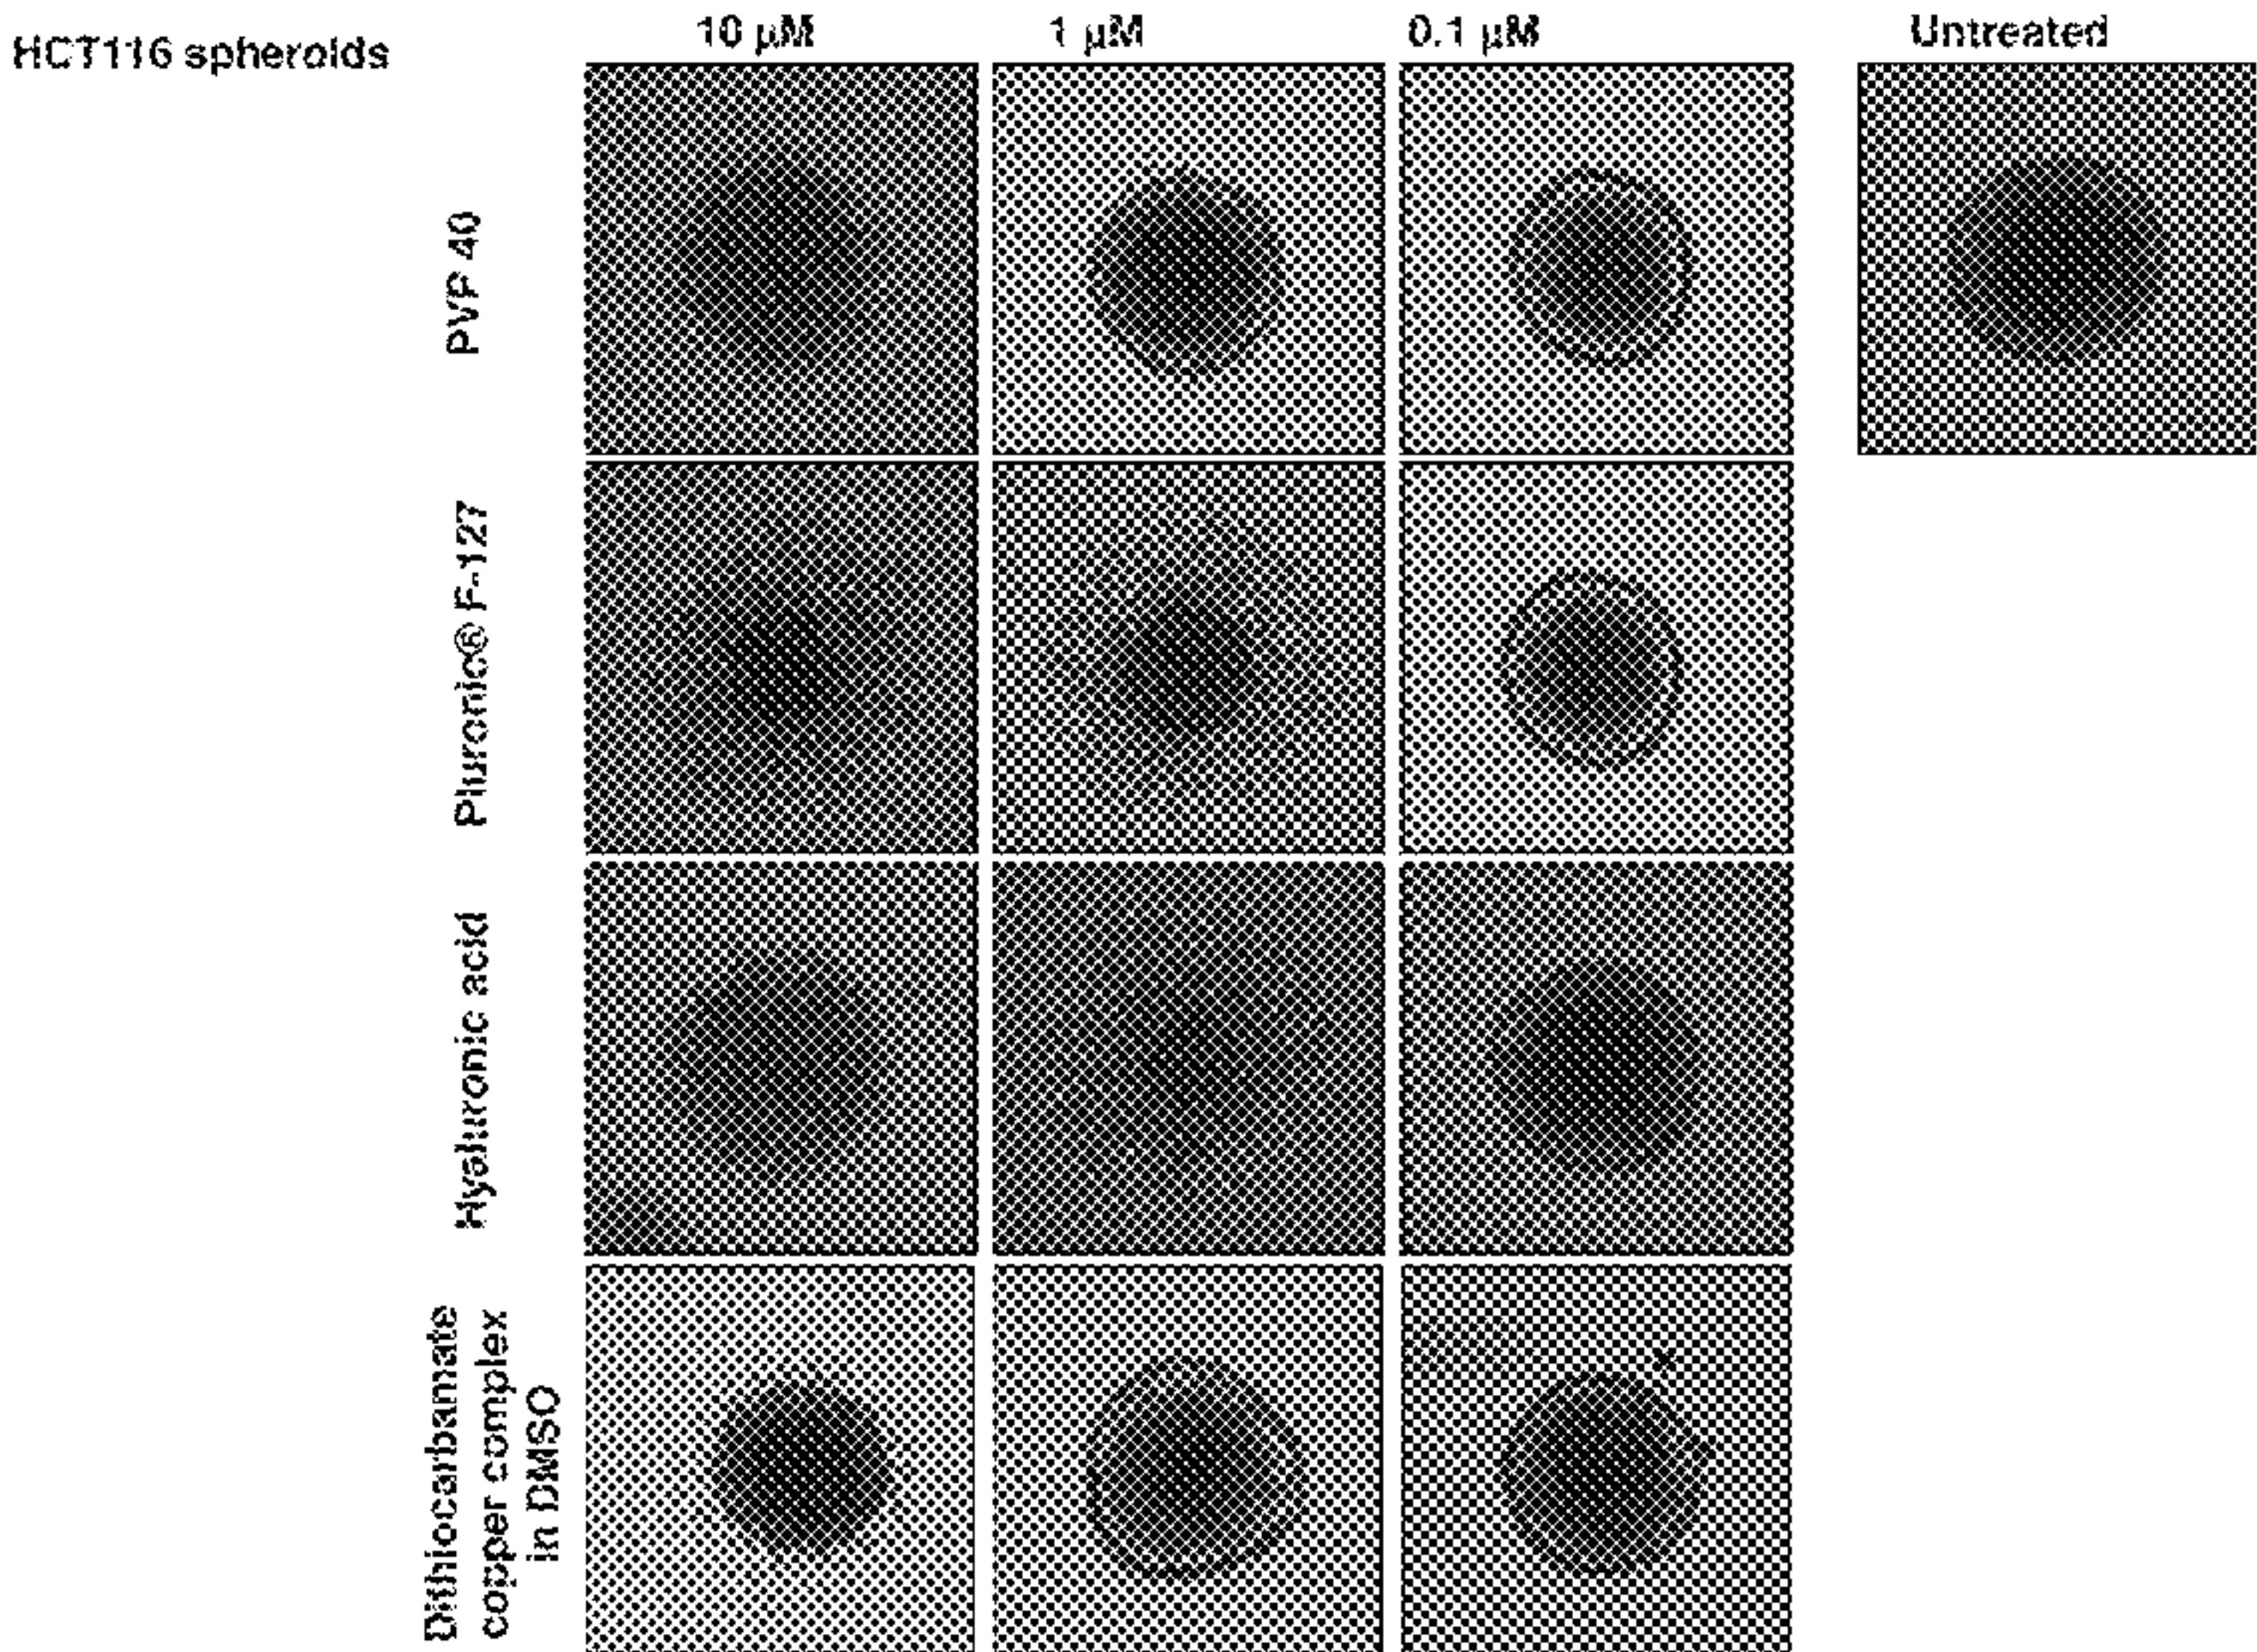 HCT116 spheroids
10 µM
1 µM
0.1 µM
Untreated
PVP 40
Pluronic® F-127
Hyaluronic acid
Dithiocarbamate
copper complex
in DMSO